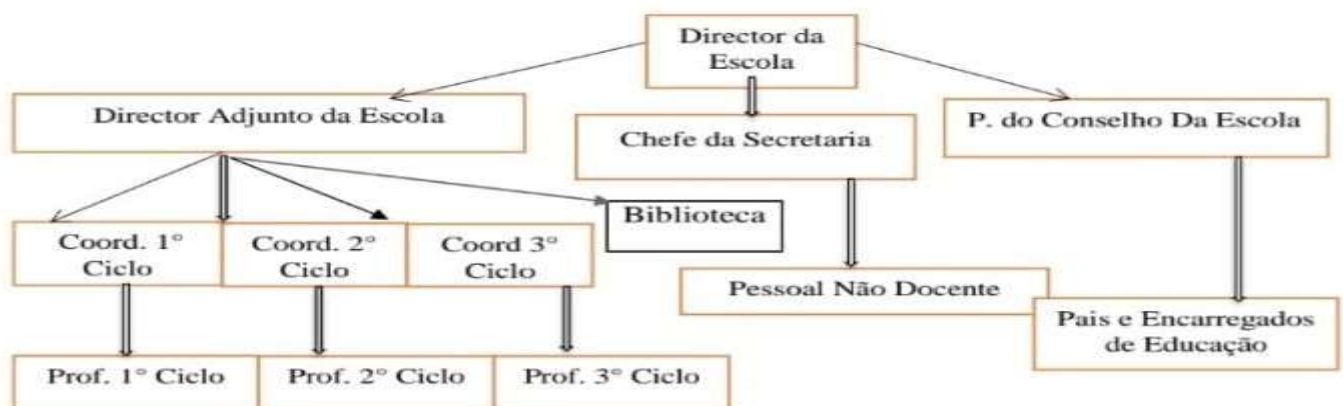 Director da
Escola
Director Adjunto da Escola
Chefe da Secretaria
P. do Conselho Da Escola
Biblioteca
Coord. 1° 
Ciclo
Coord. 2°
Ciclo
Coord 3°
Ciclo
Pessoal Não Docente
Pais e Encarregados
de Educação
Prof. 1° Ciclo
Prof. 2° Ciclo
Prof. 3° Ciclo